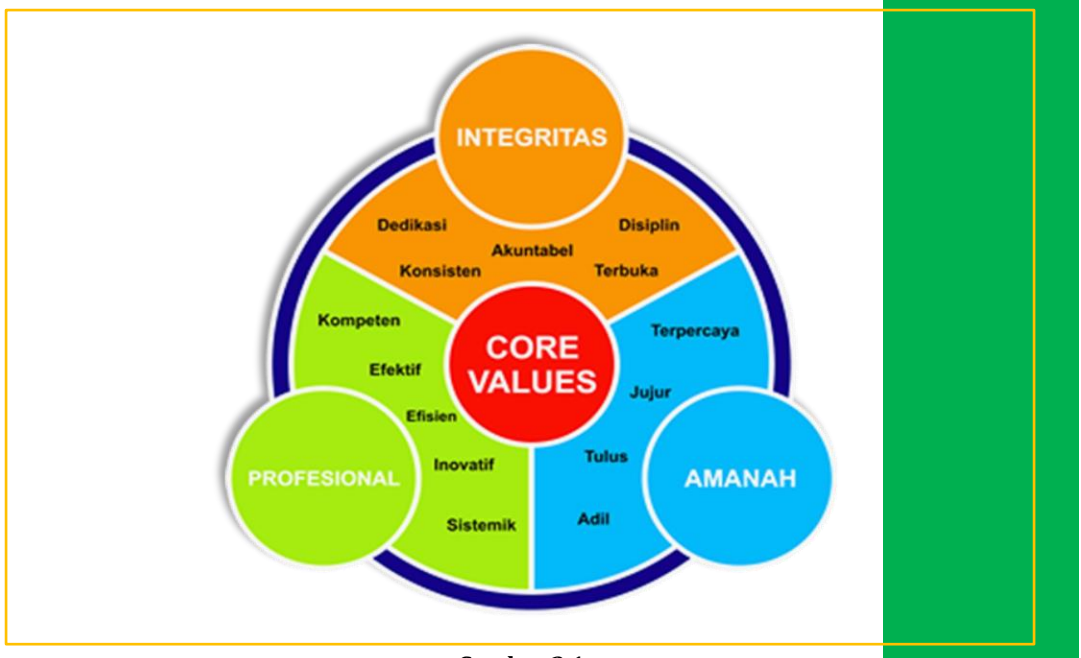 INTEGRITAS
Dedikasi
Disiplin
Akuntabel
Konsisten
Terbuka
Kompeten
Efektif
Efisien
Inovatif
Sistemik
CORE
VALUES
Terpercaya
Jujur
Tulus
Adil
PROFESIONAL
AMANAH